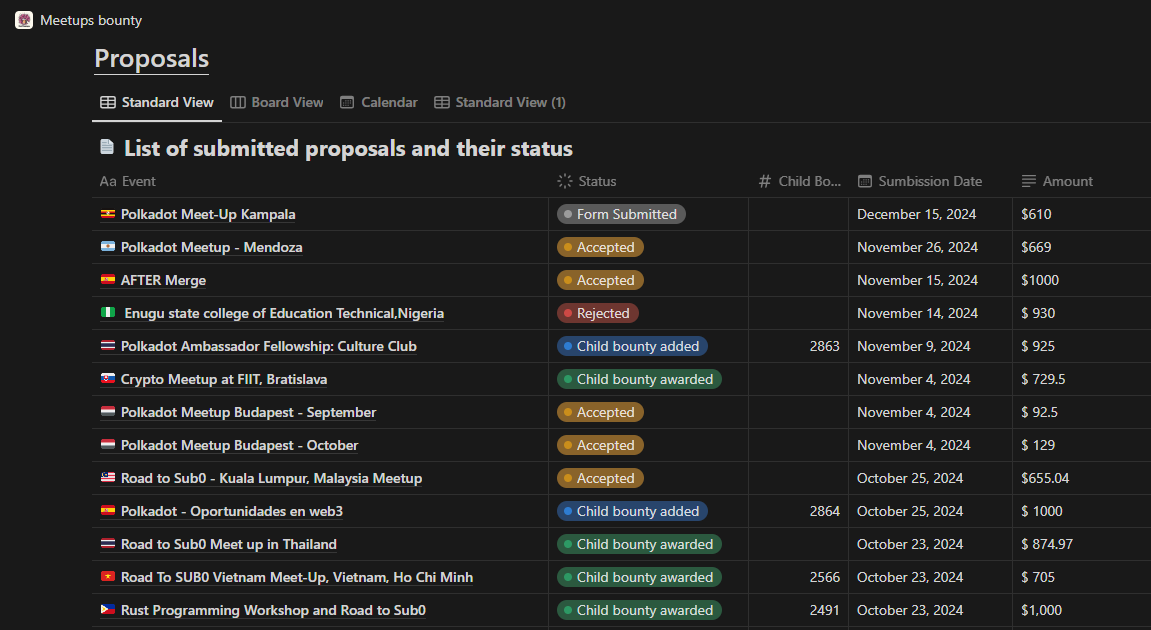 Meetups bounty
Proposals
Standard View Board View Calendar Standard View (1)
List of submitted proposals and their status
Aa Event Status # Child Bo... Sumbission Date Amount
Polkadot Meet-Up Kampala Form Submitted December 15, 2024 $610
Polkadot Meetup - Mendoza Accepted November 26, 2024 $669
AFTER Merge Accepted November 15, 2024 $1000
Enugu state college of Education Technical,Nigeria Rejected November 14, 2024 $ 930
Polkadot Ambassador Fellowship: Culture Club Child bounty added 2863 November 9, 2024 $ 925
Crypto Meetup at FIIT, Bratislava Child bounty awarded November 4, 2024 $ 729.5
Polkadot Meetup Budapest - September Accepted November 4, 2024 $ 92.5
Polkadot Meetup Budapest - October Accepted November 4, 2024 $ 129
Road to Sub0 - Kuala Lumpur, Malaysia Meetup Accepted October 25, 2024 $655.04
Polkadot - Oportunidades en web3 Child bounty added 2864 October 25, 2024 $ 1000
Road to Sub0 Meet up in Thailand Child bounty awarded October 23, 2024 $ 874.97
Road To SUB0 Vietnam Meet-Up, Vietnam, Ho Chi Minh Child bounty awarded 2566 October 23, 2024 $ 705
Rust Programming Workshop and Road to Sub0 Child bounty awarded 2491 October 23, 2024 $1,000